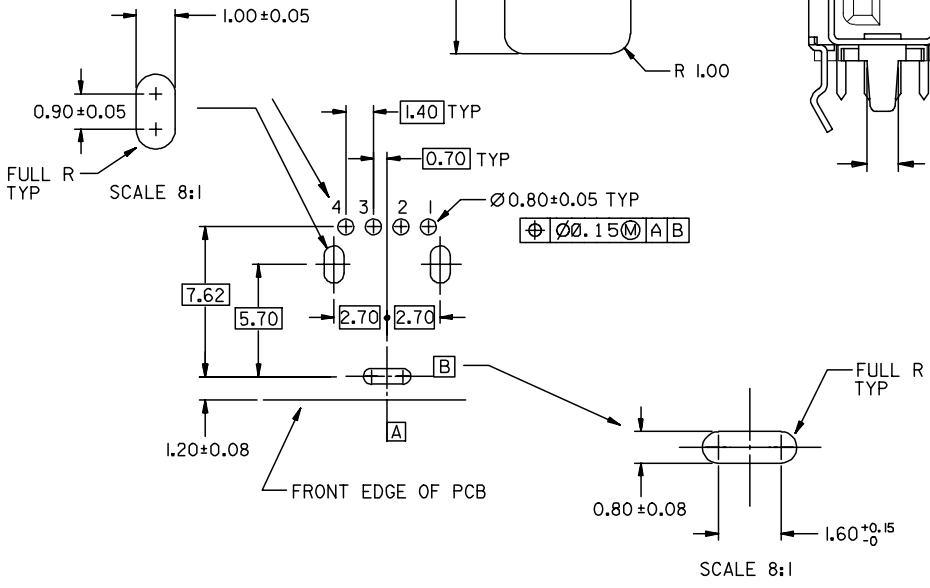 1.00±0.05
R 1.00
0.90±0.05
1.40 TYP
0.70 TYP
FULL R
TYP
SCALE 8:1
4 3 2 1
Ø0.80±0.05 TYP
⌖ Ø0.15Ⓜ A B
7.62
5.70
2.70 2.70
B
FULL R
TYP
A
1.20±0.08
FRONT EDGE OF PCB
0.80±0.08
1.60 +0.15 -0
SCALE 8:1